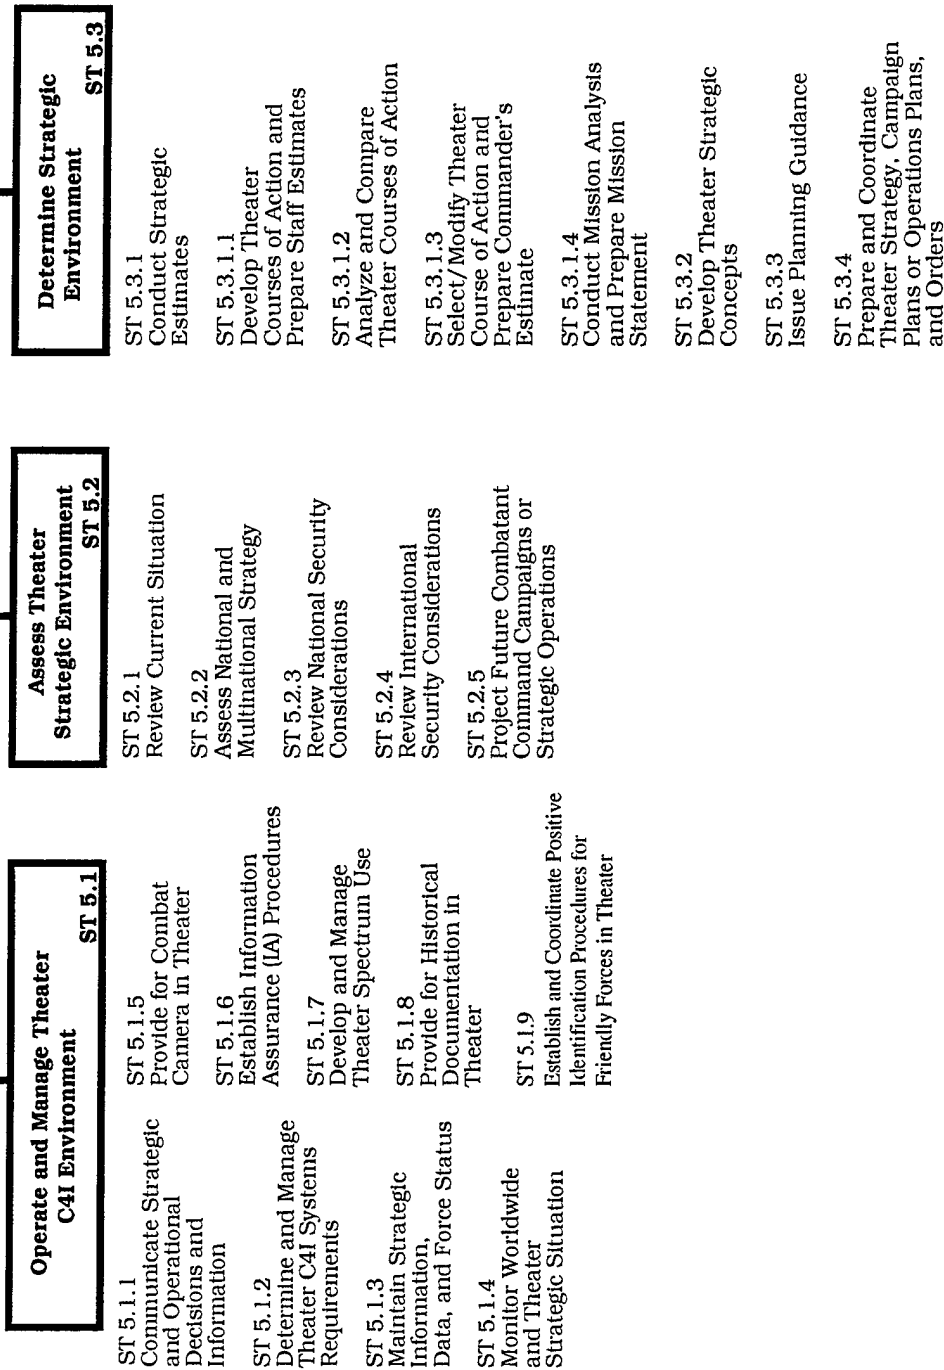 Operate and Manage Theater
C4I Environment
ST 5.1
ST 5.1.1
Communicate Strategic
and Operational
Decisions and
Information
ST 5.1.2
Determine and Manage
Theater C4I Systems
Requirements
ST 5.1.3
Maintain Strategic
Information,
Data, and Force Status
ST 5.1.4
Monitor Worldwide
and Theater
Strategic Situation
ST 5.1.5
Provide for Combat
Camera in Theater
ST 5.1.6
Establish Information
Assurance (IA) Procedures
ST 5.1.7
Develop and Manage
Theater Spectrum Use
ST 5.1.8
Provide for Historical
Documentation in
Theater
ST 5.1.9
Establish and Coordinate Positive
Identification Procedures for
Friendly Forces in Theater
Assess Theater
Strategic Environment
ST 5.2
ST 5.2.1
Review Current Situation
ST 5.2.2
Assess National and
Multinational Strategy
ST 5.2.3
Review National Security
Considerations
ST 5.2.4
Review International
Security Considerations
ST 5.2.5
Project Future Combatant
Command Campaigns or
Strategic Operations
Determine Strategic
Environment
ST 5.3
ST 5.3.1
Conduct Strategic
Estimates
ST 5.3.1.1
Develop Theater
Courses of Action and
Prepare Staff Estimates
ST 5.3.1.2
Analyze and Compare
Theater Courses of Action
ST 5.3.1.3
Select/Modify Theater
Course of Action and
Prepare Commander's
Estimate
ST 5.3.1.4
Conduct Mission Analysis
and Prepare Mission
Statement
ST 5.3.2
Develop Theater Strategic
Concepts
ST 5.3.3
Issue Planning Guidance
ST 5.3.4
Prepare and Coordinate
Theater Strategy, Campaign
Plans or Operations Plans,
and Orders